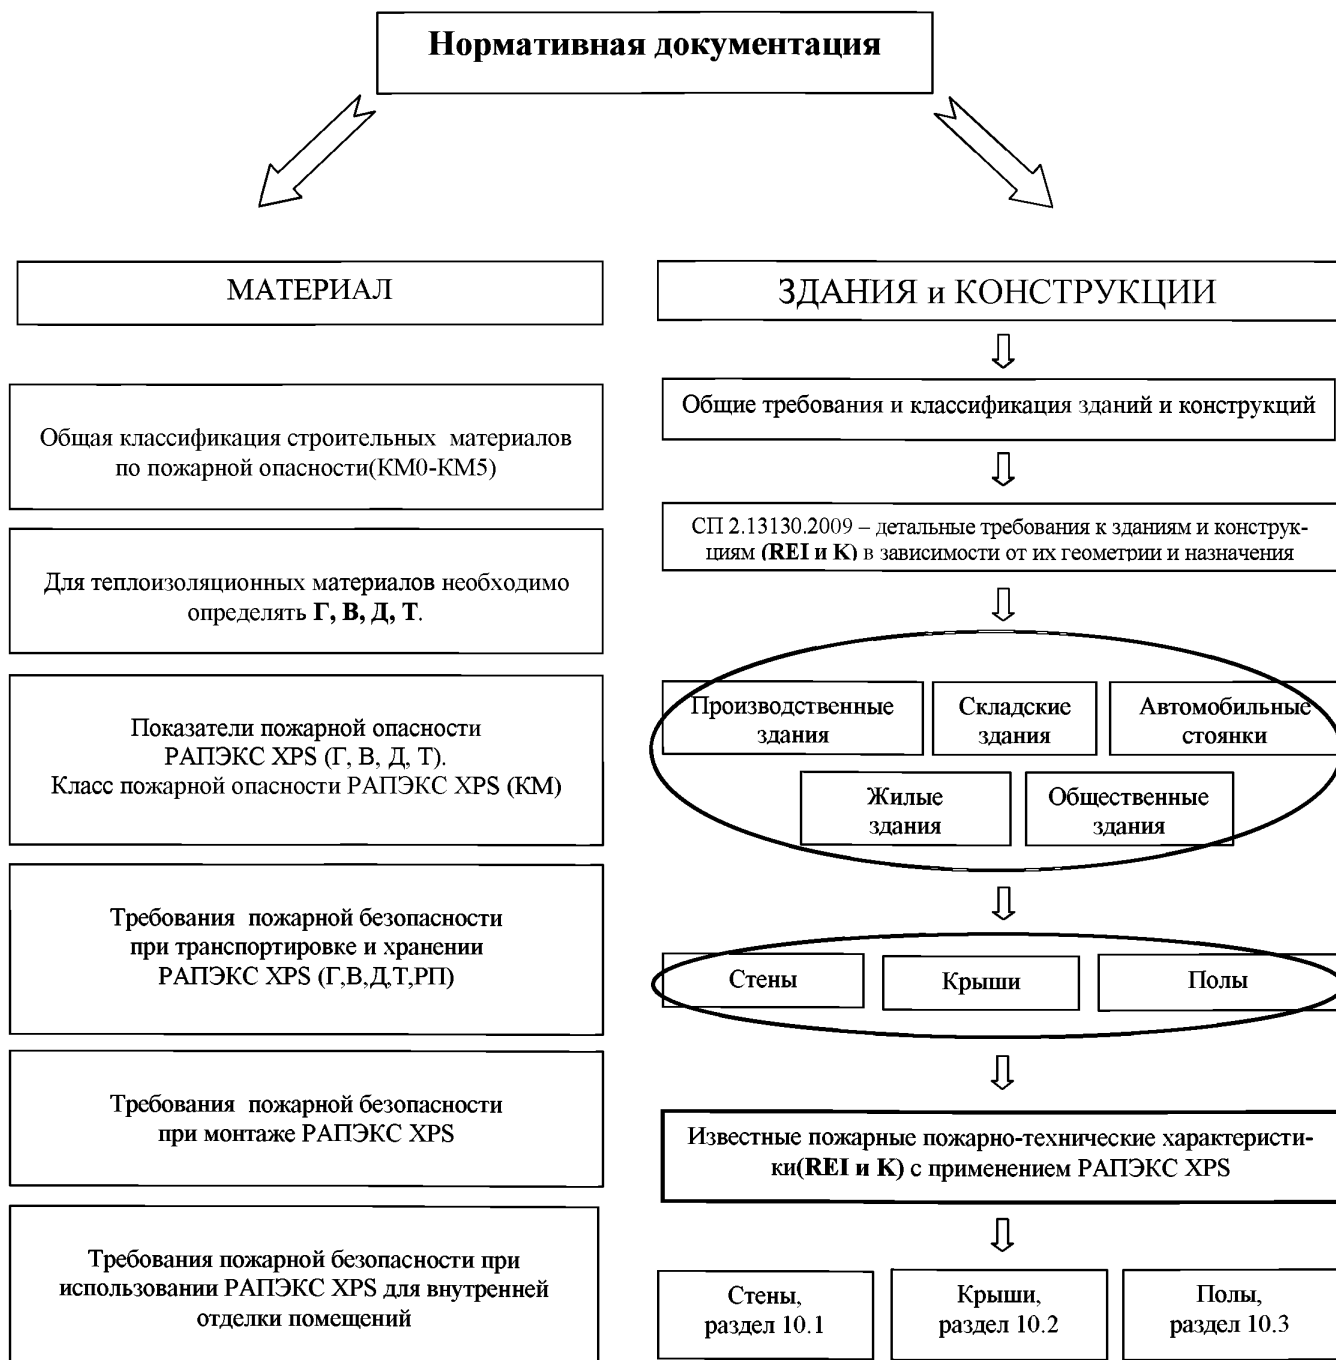 Нормативная документация
МАТЕРИАЛ
Общая классификация строительных материалов
по пожарной опасности(КМ0-КМ5)
Для теплоизоляционных материалов необходимо
определять Г, В, Д, Т.
Показатели пожарной опасности
РАПЭКС XPS (Г, В, Д, Т).
Класс пожарной опасности РАПЭКС XPS (КМ)
Требования пожарной безопасности
при транспортировке и хранении
РАПЭКС XPS (Г,В,Д,Т,РП)
Требования пожарной безопасности
при монтаже РАПЭКС XPS
Требования пожарной безопасности при
использовании РАПЭКС XPS для внутренней
отделки помещений
ЗДАНИЯ и КОНСТРУКЦИИ
Общие требования и классификация зданий и конструкций
СП 2.13130.2009 – детальные требования к зданиям и конструк-
циям (REI и К) в зависимости от их геометрии и назначения
Производственные
здания
Складские
здания
Автомобильные
стоянки
Жилые
здания
Общественные
здания
Стены
Крыши
Полы
Известные пожарные пожарно-технические характеристи-
ки(REI и К) с применением РАПЭКС XPS
Стены,
раздел 10.1
Крыши,
раздел 10.2
Полы,
раздел 10.3